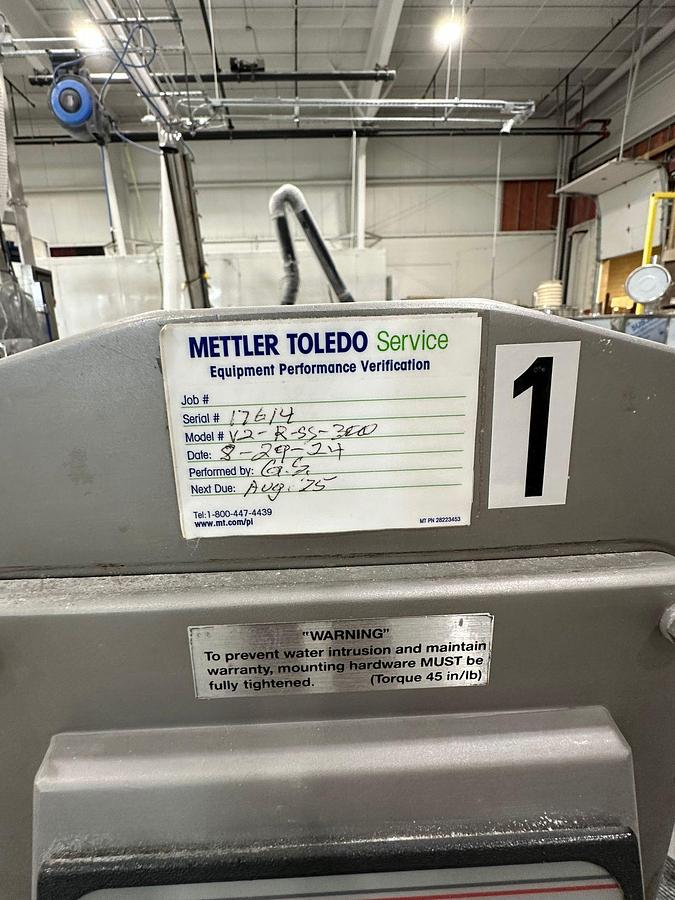 METTLER TOLEDO Service
Equipment Performance Verification
Job #
Serial # 17614
Model # V2-R-SS-300
Date: 8-29-24
Performed by: G.S
Next Due: Aug. '25
Tel:1-800-447-4439
www.mt.com/pi
MT PN 28223453
1
"WARNING"
To prevent water intrusion and maintain
warranty, mounting hardware MUST be
fully tightened. (Torque 45 in/lb)